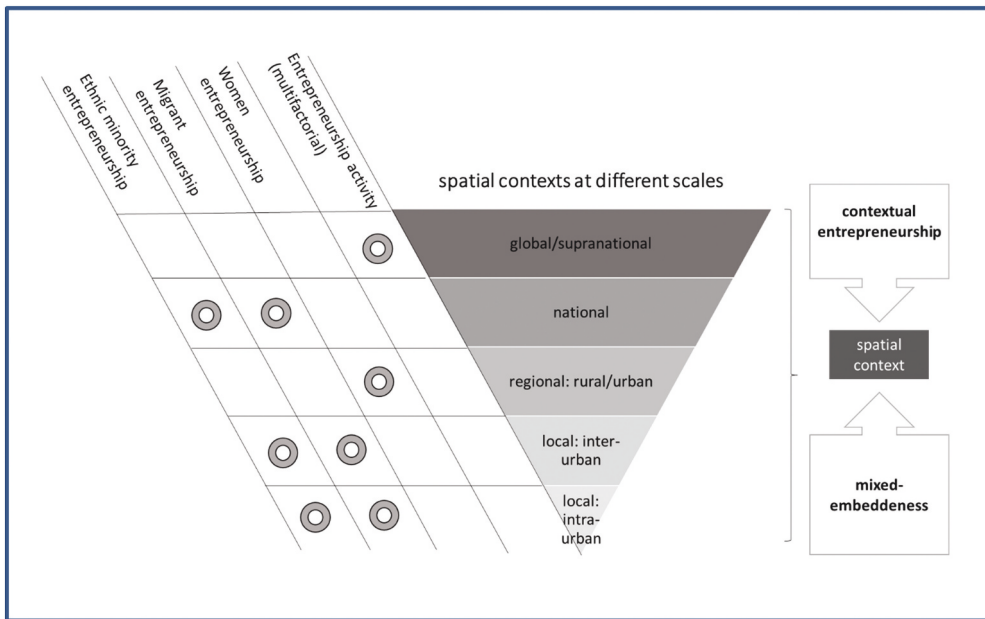 Ethnic minority
entrepreneurship
Migrant
entrepreneurship
Women
entrepreneurship
Entrepreneurship activity
(multifactorial)
spatial contexts at different scales
global/supranational
national
regional: rural/urban
local: inter-
urban
local:
intra-
urban
contextual
entrepreneurship
spatial
context
mixed-
embeddeness